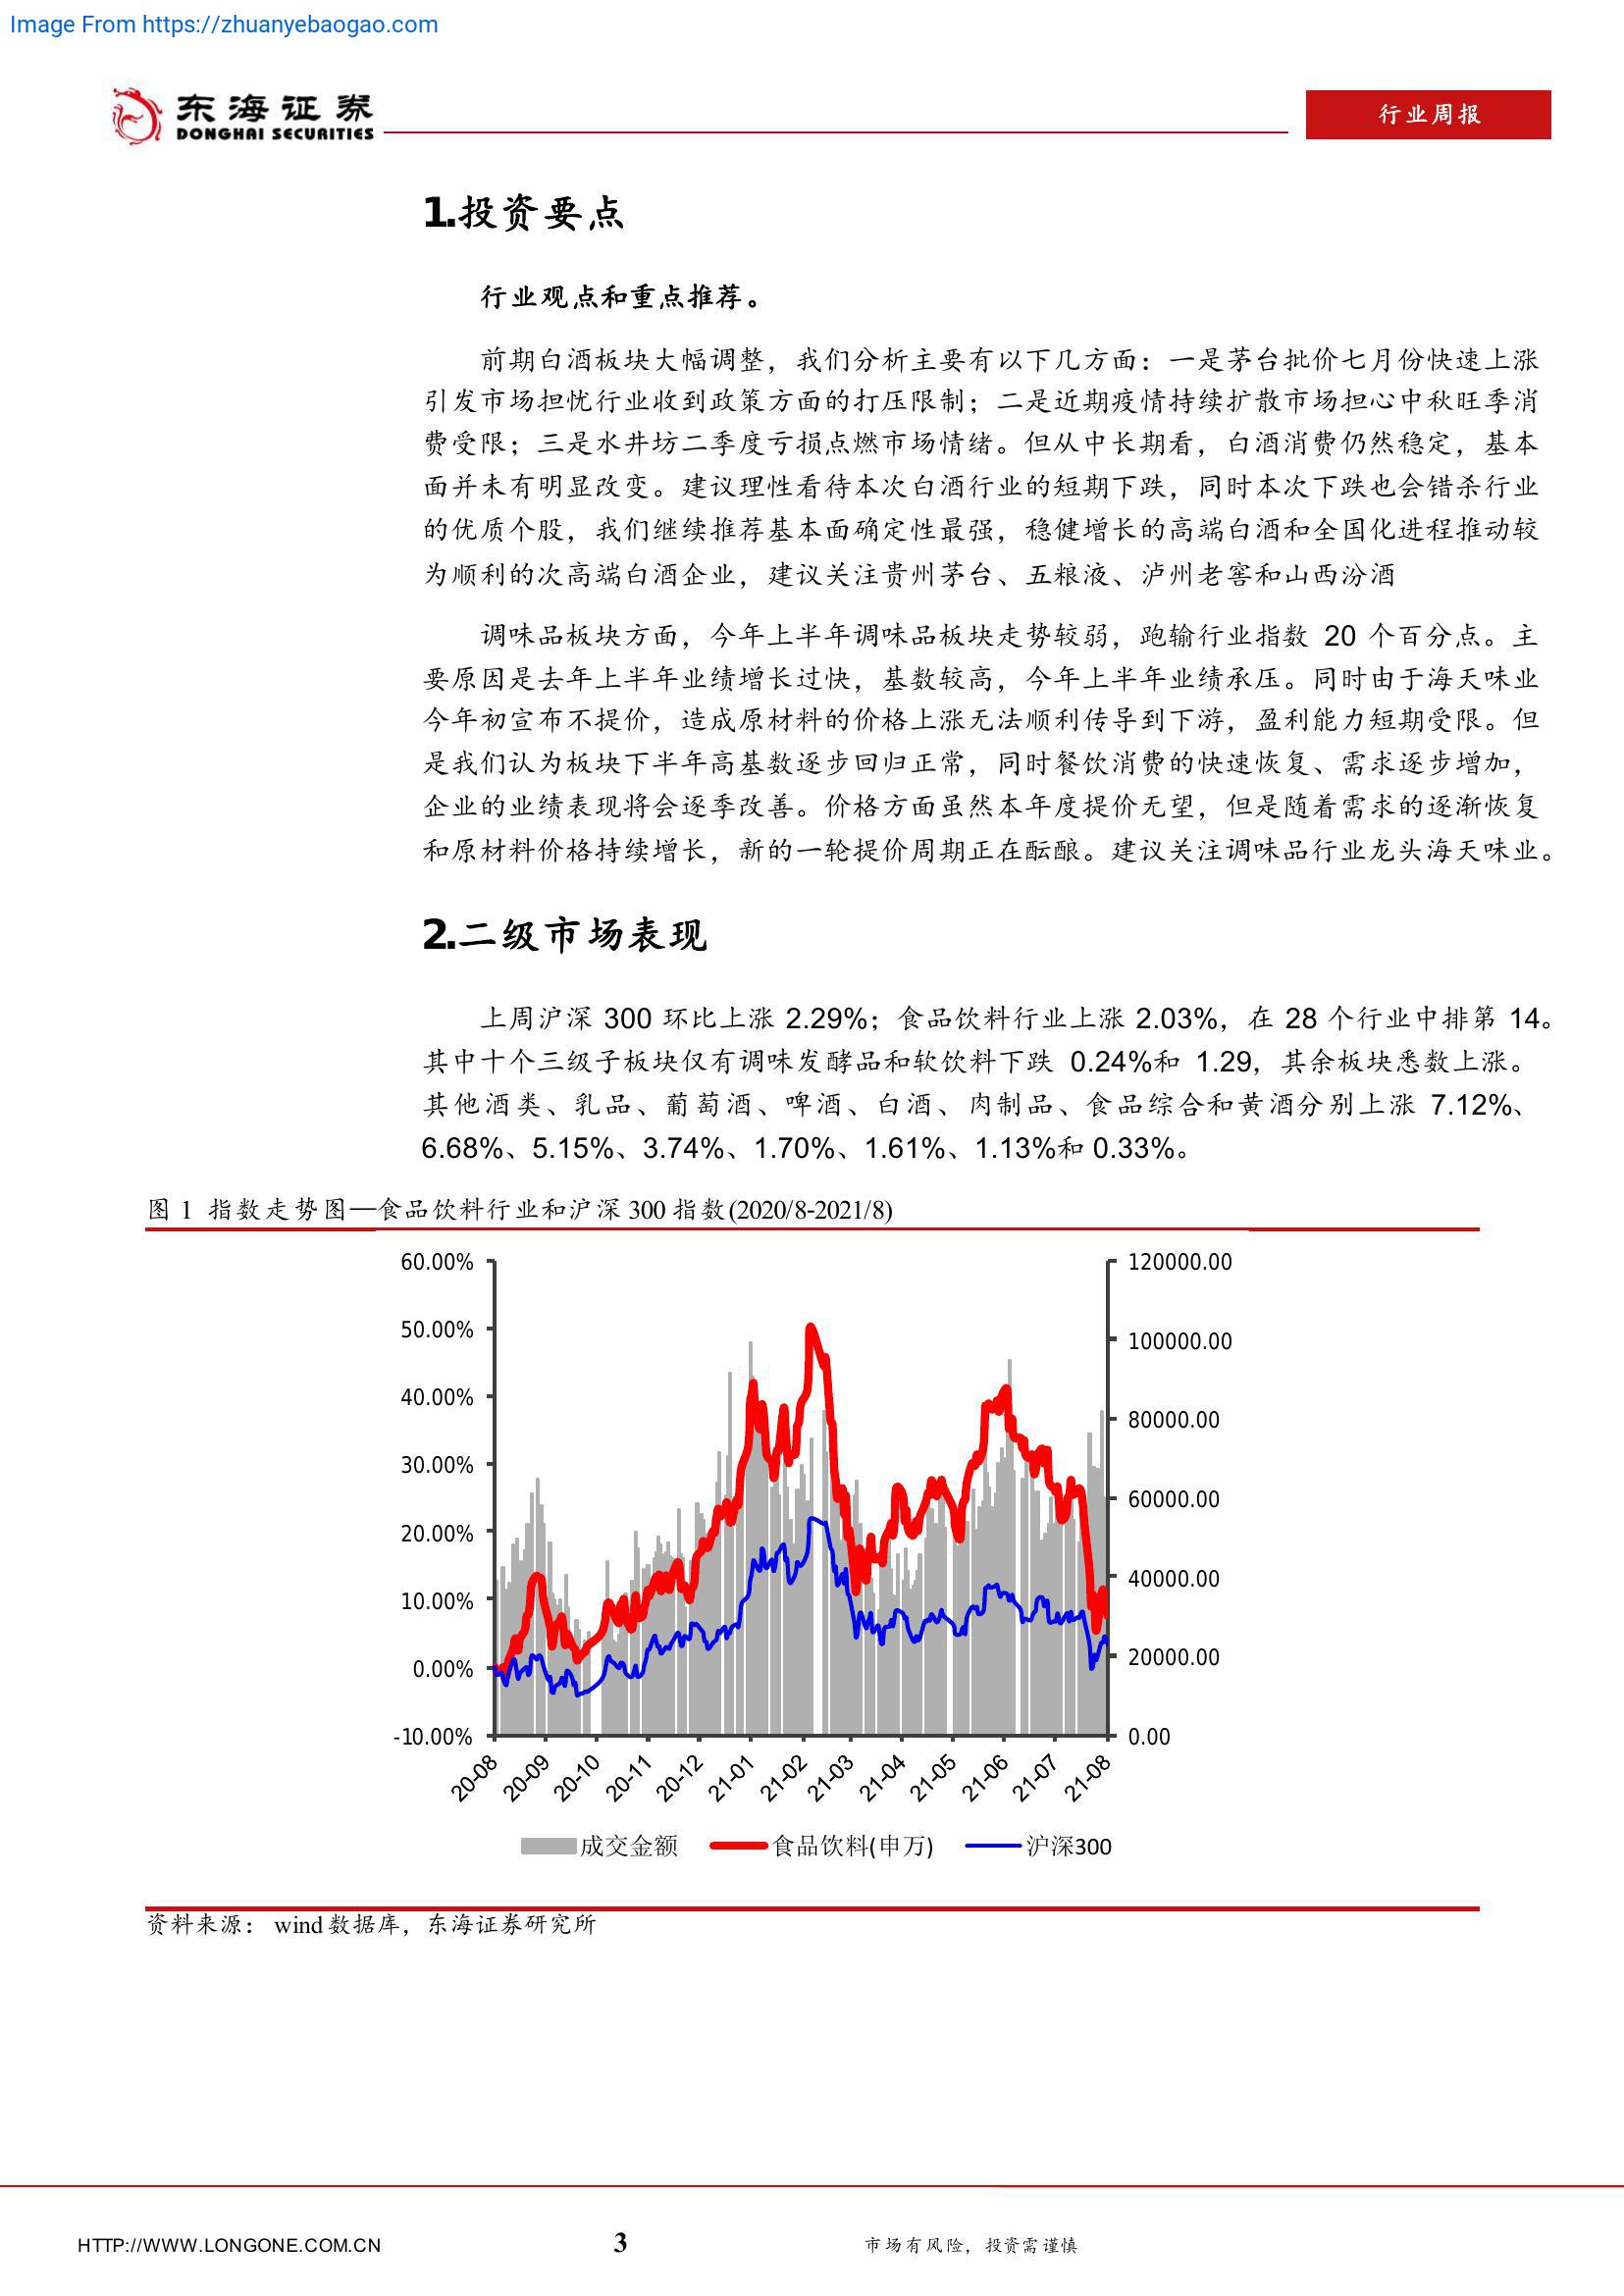 Image From https://zhuanyebaogao.com
东海证券
DONGHAI SECURITIES
行业周报
1.投资要点
行业观点和重点推荐。
前期白酒板块大幅调整，我们分析主要有以下几方面：一是茅台批价七月份快速上涨
引发市场担忧行业收到政策方面的打压限制；二是近期疫情持续扩散市场担心中秋旺季消
费受限；三是水井坊二季度亏损点燃市场情绪。但从中长期看，白酒消费仍然稳定，基本
面并未有明显改变。建议理性看待本次白酒行业的短期下跌，同时本次下跌也会错杀行业
的优质个股，我们继续推荐基本面确定性最强，稳健增长的高端白酒和全国化进程推动较
为顺利的次高端白酒企业，建议关注贵州茅台、五粮液、泸州老窖和山西汾酒
调味品板块方面，今年上半年调味品板块走势较弱，跑输行业指数 20 个百分点。主
要原因是去年上半年业绩增长过快，基数较高，今年上半年业绩承压。同时由于海天味业
今年初宣布不提价，造成原材料的价格上涨无法顺利传导到下游，盈利能力短期受限。但
是我们认为板块下半年高基数逐步回归正常，同时餐饮消费的快速恢复、需求逐步增加，
企业的业绩表现将会逐季改善。价格方面虽然本年度提价无望，但是随着需求的逐渐恢复
和原材料价格持续增长，新的一轮提价周期正在酝酿。建议关注调味品行业龙头海天味业。
2.二级市场表现
上周沪深 300 环比上涨 2.29%；食品饮料行业上涨 2.03%，在 28 个行业中排第 14。
其中十个三级子板块仅有调味发酵品和软饮料下跌 0.24%和 1.29，其余板块悉数上涨。
其他酒类、乳品、葡萄酒、啤酒、白酒、肉制品、食品综合和黄酒分别上涨 7.12%、
6.68%、5.15%、3.74%、1.70%、1.61%、1.13%和 0.33%。
图 1 指数走势图—食品饮料行业和沪深 300 指数(2020/8-2021/8)
60.00%
50.00%
40.00%
30.00%
20.00%
10.00%
0.00%
-10.00%
120000.00
100000.00
80000.00
60000.00
40000.00
20000.00
0.00
20-08 20-09 20-10 20-11 20-12 21-01 21-02 21-03 21-04 21-05 21-06 21-07 21-08
成交金额 食品饮料(申万) 沪深300
资料来源： wind 数据库，东海证券研究所
HTTP://WWW.LONGONE.COM.CN 3 市场有风险，投资需谨慎